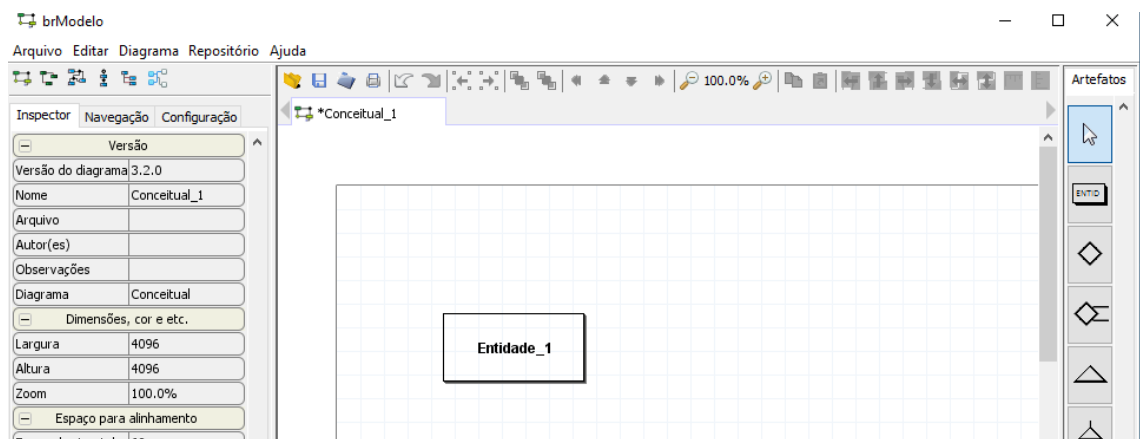 brModelo
Arquivo Editar Diagrama Repositório Ajuda
100.0%
Artefatos
Inspector Navegação Configuração
*Conceitual_1
Versão
Versão do diagrama 3.2.0
Nome Conceitual_1
Arquivo
Autor(es)
Observações
Diagrama Conceitual
Dimensões, cor e etc.
Largura 4096
Altura 4096
Zoom 100.0%
Espaço para alinhamento
ENTID
Entidade_1